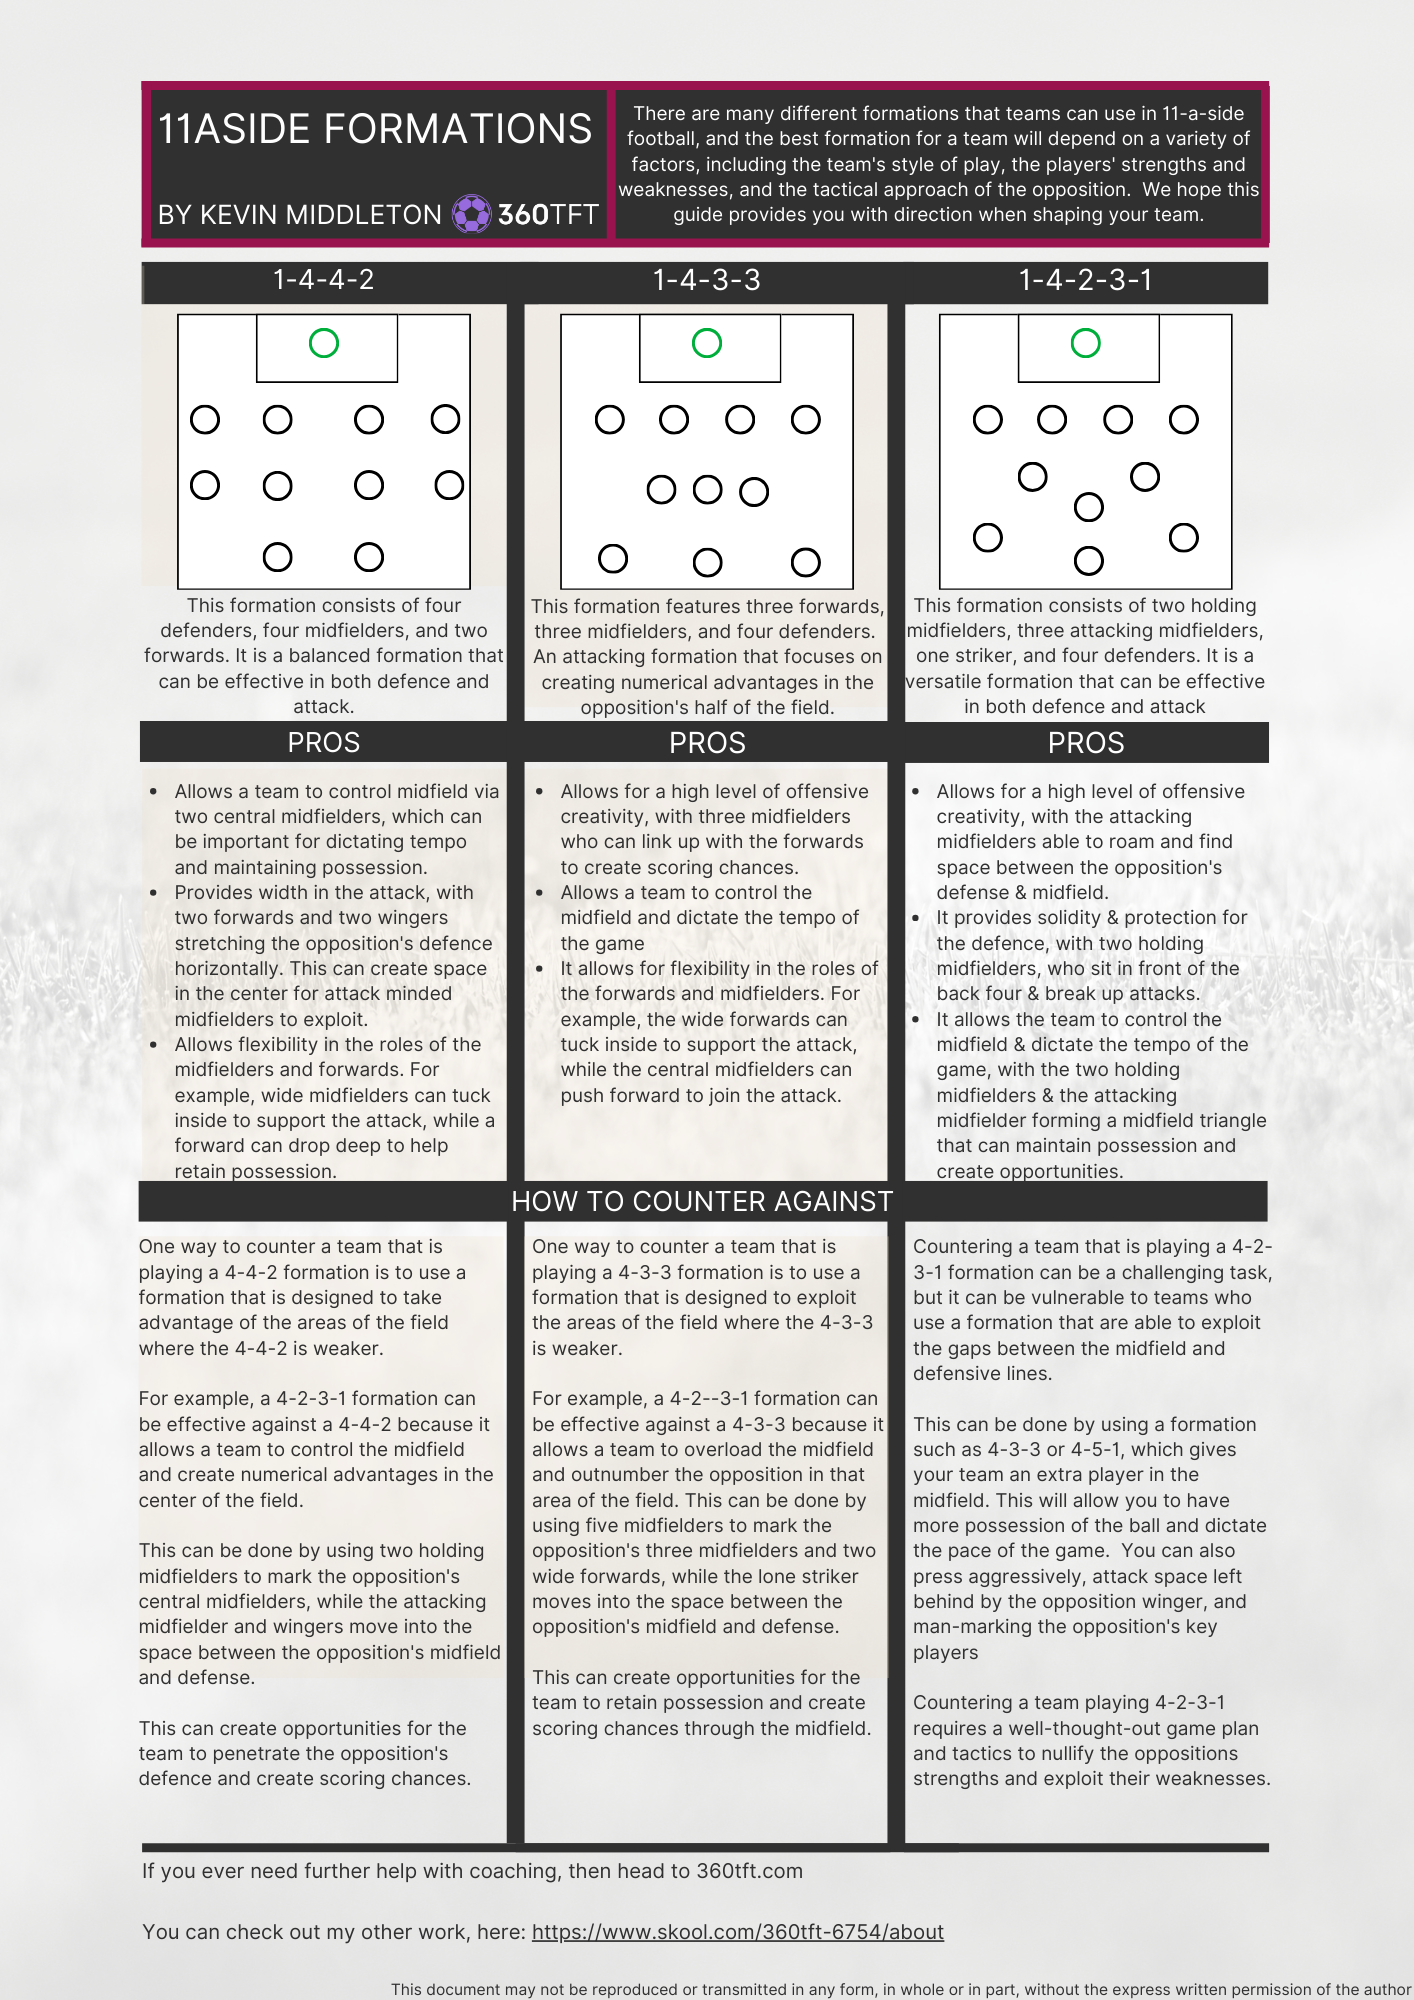 11ASIDE FORMATIONS
BY KEVIN MIDDLETON 360TFT
There are many different formations that teams can use in 11-a-side
football, and the best formation for a team will depend on a variety of
factors, including the team's style of play, the players' strengths and
weaknesses, and the tactical approach of the opposition.  We hope this
guide provides you with direction when shaping your team.
1-4-4-2
This formation consists of four
defenders, four midfielders, and two
forwards. It is a balanced formation that
can be effective in both defence and
attack.
1-4-3-3
This formation features three forwards,
three midfielders, and four defenders.
An attacking formation that focuses on
creating numerical advantages in the
opposition's half of the field.
1-4-2-3-1
This formation consists of two holding
midfielders, three attacking midfielders,
one striker, and four defenders. It is a
versatile formation that can be effective
in both defence and attack
PROS
• Allows a team to control midfield via
two central midfielders, which can
be important for dictating tempo
and maintaining possession.
• Provides width in the attack, with
two forwards and two wingers
stretching the opposition's defence
horizontally. This can create space
in the center for attack minded
midfielders to exploit.
• Allows flexibility in the roles of the
midfielders and forwards. For
example, wide midfielders can tuck
inside to support the attack, while a
forward can drop deep to help
retain possession.
PROS
• Allows for a high level of offensive
creativity, with three midfielders
who can link up with the forwards
to create scoring chances.
• Allows a team to control the
midfield and dictate the tempo of
the game
• It allows for flexibility in the roles of
the forwards and midfielders. For
example, the wide forwards can
tuck inside to support the attack,
while the central midfielders can
push forward to join the attack.
PROS
• Allows for a high level of offensive
creativity, with the attacking
midfielders able to roam and find
space between the opposition's
defense & midfield.
• It provides solidity & protection for
the defence, with two holding
midfielders, who sit in front of the
back four & break up attacks.
• It allows the team to control the
midfield & dictate the tempo of the
game, with the two holding
midfielders & the attacking
midfielder forming a midfield triangle
that can maintain possession and
create opportunities.
HOW TO COUNTER AGAINST
One way to counter a team that is
playing a 4-4-2 formation is to use a
formation that is designed to take
advantage of the areas of the field
where the 4-4-2 is weaker.
For example, a 4-2-3-1 formation can
be effective against a 4-4-2 because it
allows a team to control the midfield
and create numerical advantages in the
center of the field.
This can be done by using two holding
midfielders to mark the opposition's
central midfielders, while the attacking
midfielder and wingers move into the
space between the opposition's midfield
and defense.
This can create opportunities for the
team to penetrate the opposition's
defence and create scoring chances.
One way to counter a team that is
playing a 4-3-3 formation is to use a
formation that is designed to exploit
the areas of the field where the 4-3-3
is weaker.
For example, a 4-2--3-1 formation can
be effective against a 4-3-3 because it
allows a team to overload the midfield
and outnumber the opposition in that
area of the field. This can be done by
using five midfielders to mark the
opposition's three midfielders and two
wide forwards, while the lone striker
moves into the space between the
opposition's midfield and defense.
This can create opportunities for the
team to retain possession and create
scoring chances through the midfield.
Countering a team that is playing a 4-2-
3-1 formation can be a challenging task,
but it can be vulnerable to teams who
use a formation that are able to exploit
the gaps between the midfield and
defensive lines.
This can be done by using a formation
such as 4-3-3 or 4-5-1, which gives
your team an extra player in the
midfield. This will allow you to have
more possession of the ball and dictate
the pace of the game.  You can also
press aggressively, attack space left
behind by the opposition winger, and
man-marking the opposition's key
players
Countering a team playing 4-2-3-1
requires a well-thought-out game plan
and tactics to nullify the oppositions
strengths and exploit their weaknesses.
If you ever need further help with coaching, then head to 360tft.com
You can check out my other work, here: https://www.skool.com/360tft-6754/about
This document may not be reproduced or transmitted in any form, in whole or in part, without the express written permission of the author